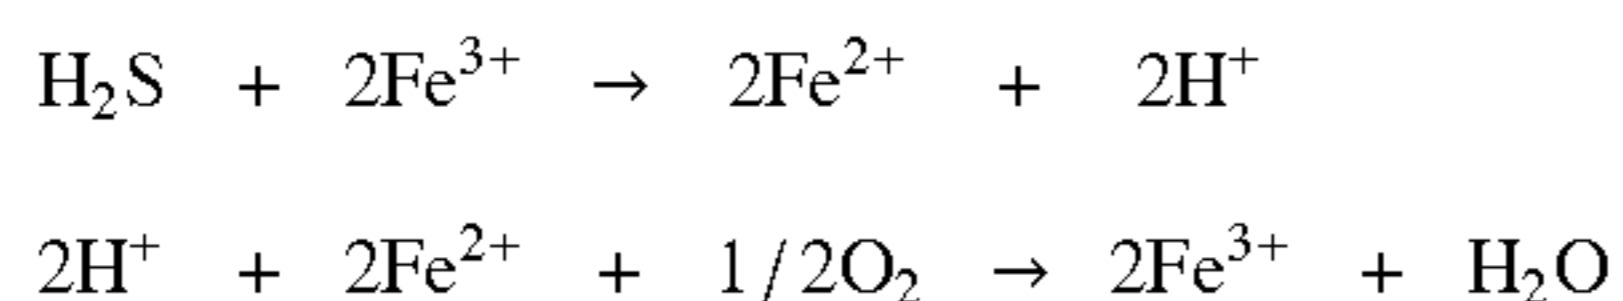 H₂S + 2Fe³⁺ → 2Fe²⁺ + 2H⁺
2H⁺ + 2Fe²⁺ + 1/2O₂ → 2Fe³⁺ + H₂O